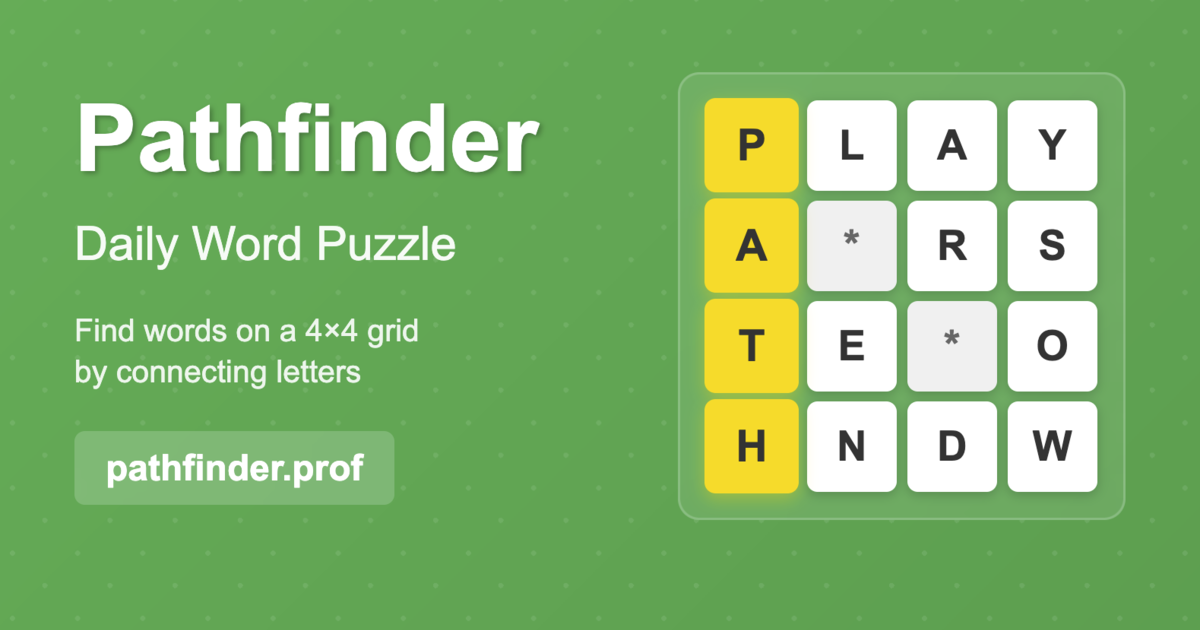 Pathfinder
Daily Word Puzzle
Find words on a 4×4 grid
by connecting letters
pathfinder.prof
P L A Y
A * R S
T E * O
H N D W